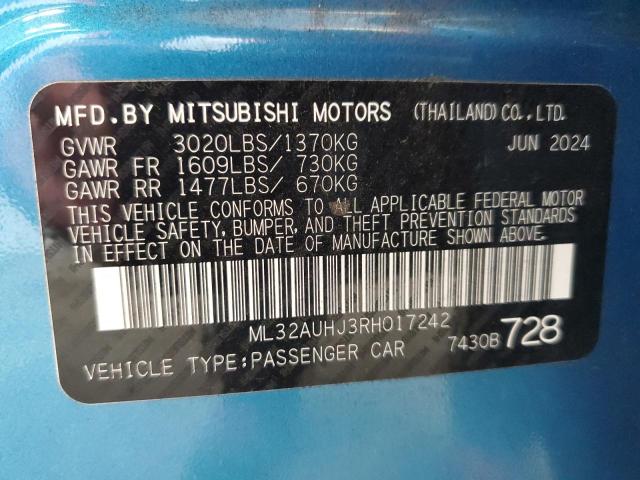 MFD.BY MITSUBISHI MOTORS (THAILAND)CO.,LTD.
GVWR 3020LBS/1370KG JUN 2024
GAWR FR 1609LBS/ 730KG
GAWR RR 1477LBS/ 670KG
THIS VEHICLE CONFORMS TO ALL APPLICABLE FEDERAL MOTOR
VEHICLE SAFETY, BUMPER, AND THEFT PREVENTION STANDARDS
IN EFFECT ON THE DATE OF MANUFACTURE SHOWN ABOVE.
ML32AUHJ3RH017242
VEHICLE TYPE:PASSENGER CAR 7430B 728